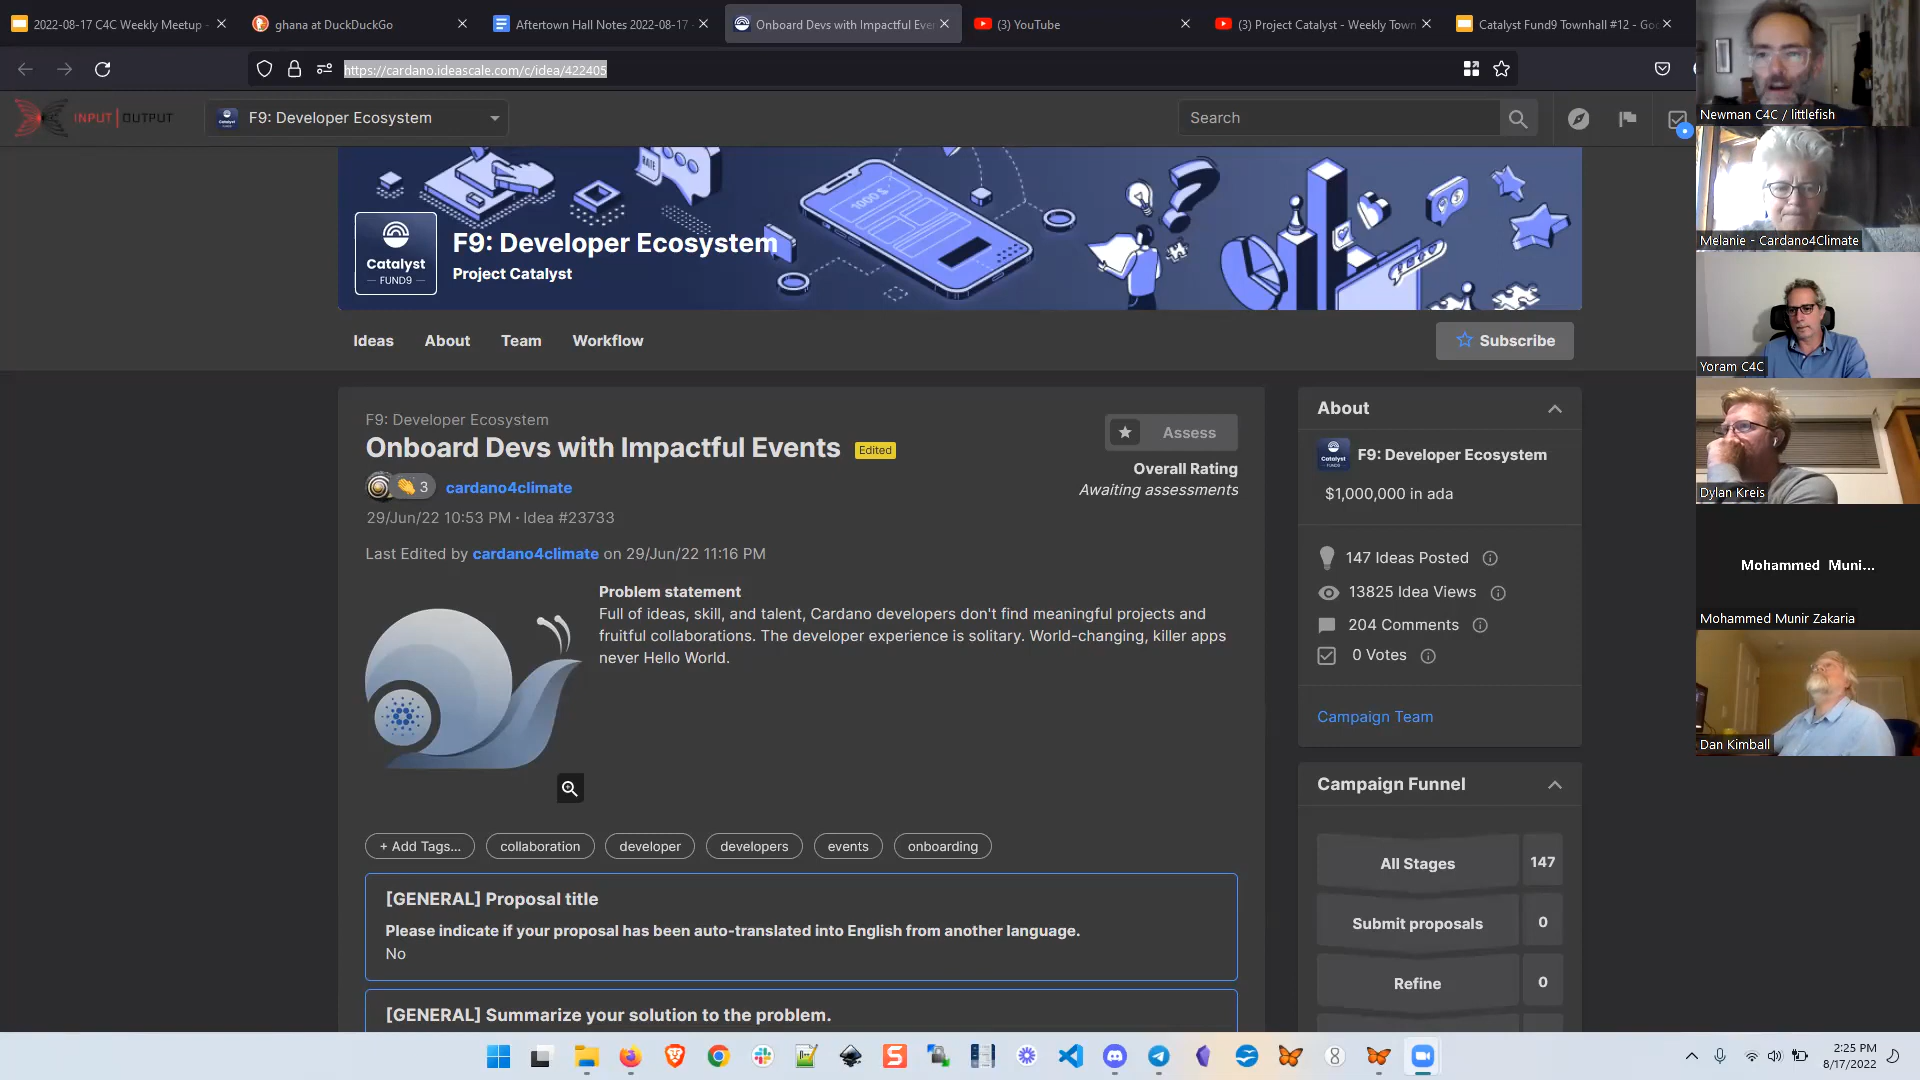 2022-08-17 C4C Weekly Meetup -
ghana at DuckDuckGo
Aftertown Hall Notes 2022-08-17 -
Onboard Devs with Impactful Eve
(3) YouTube
(3) Project Catalyst - Weekly Town
Catalyst Fund9 Townhall #12 - Goo
https://cardano.ideascale.com/c/idea/422405
INPUT | OUTPUT
F9: Developer Ecosystem
Search
Catalyst
— FUND9 —
F9: Developer Ecosystem
Project Catalyst
RATE
1000 $
Ideas
About
Team
Workflow
Subscribe
F9: Developer Ecosystem
Onboard Devs with Impactful Events
Edited
3
cardano4climate
29/Jun/22 10:53 PM · Idea #23733
Last Edited by cardano4climate on 29/Jun/22 11:16 PM
Assess
Overall Rating
Awaiting assessments
Problem statement
Full of ideas, skill, and talent, Cardano developers don't find meaningful projects and
fruitful collaborations. The developer experience is solitary. World-changing, killer apps
never Hello World.
+ Add Tags...
collaboration
developer
developers
events
onboarding
[GENERAL] Proposal title
Please indicate if your proposal has been auto-translated into English from another language.
No
[GENERAL] Summarize your solution to the problem.
About
Catalyst
F9: Developer Ecosystem
$1,000,000 in ada
147 Ideas Posted
13825 Idea Views
204 Comments
0 Votes
Campaign Team
Campaign Funnel
All Stages
147
Submit proposals
0
Refine
0
Newman C4C / littlefish
Melanie - Cardano4Climate
Yoram C4C
Dylan Kreis
Mohammed Muni...
Mohammed Munir Zakaria
Dan Kimball
2:25 PM
8/17/2022